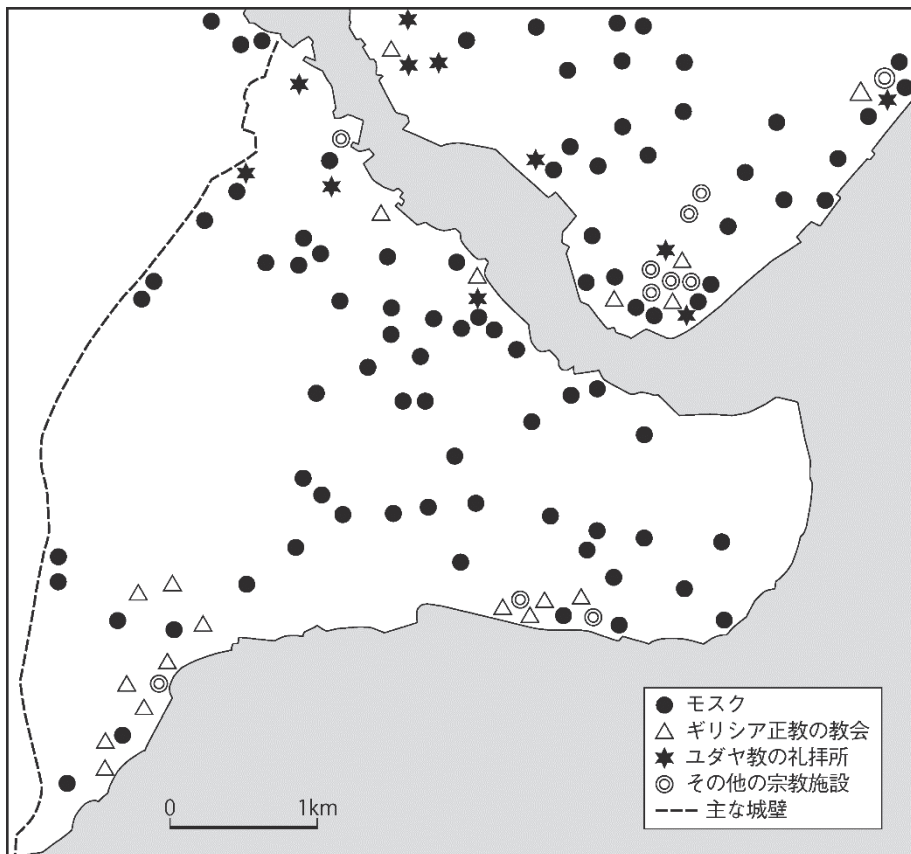 0 1km
モスク
ギリシア正教の教会
ユダヤ教の礼拝所
その他の宗教施設
主な城壁